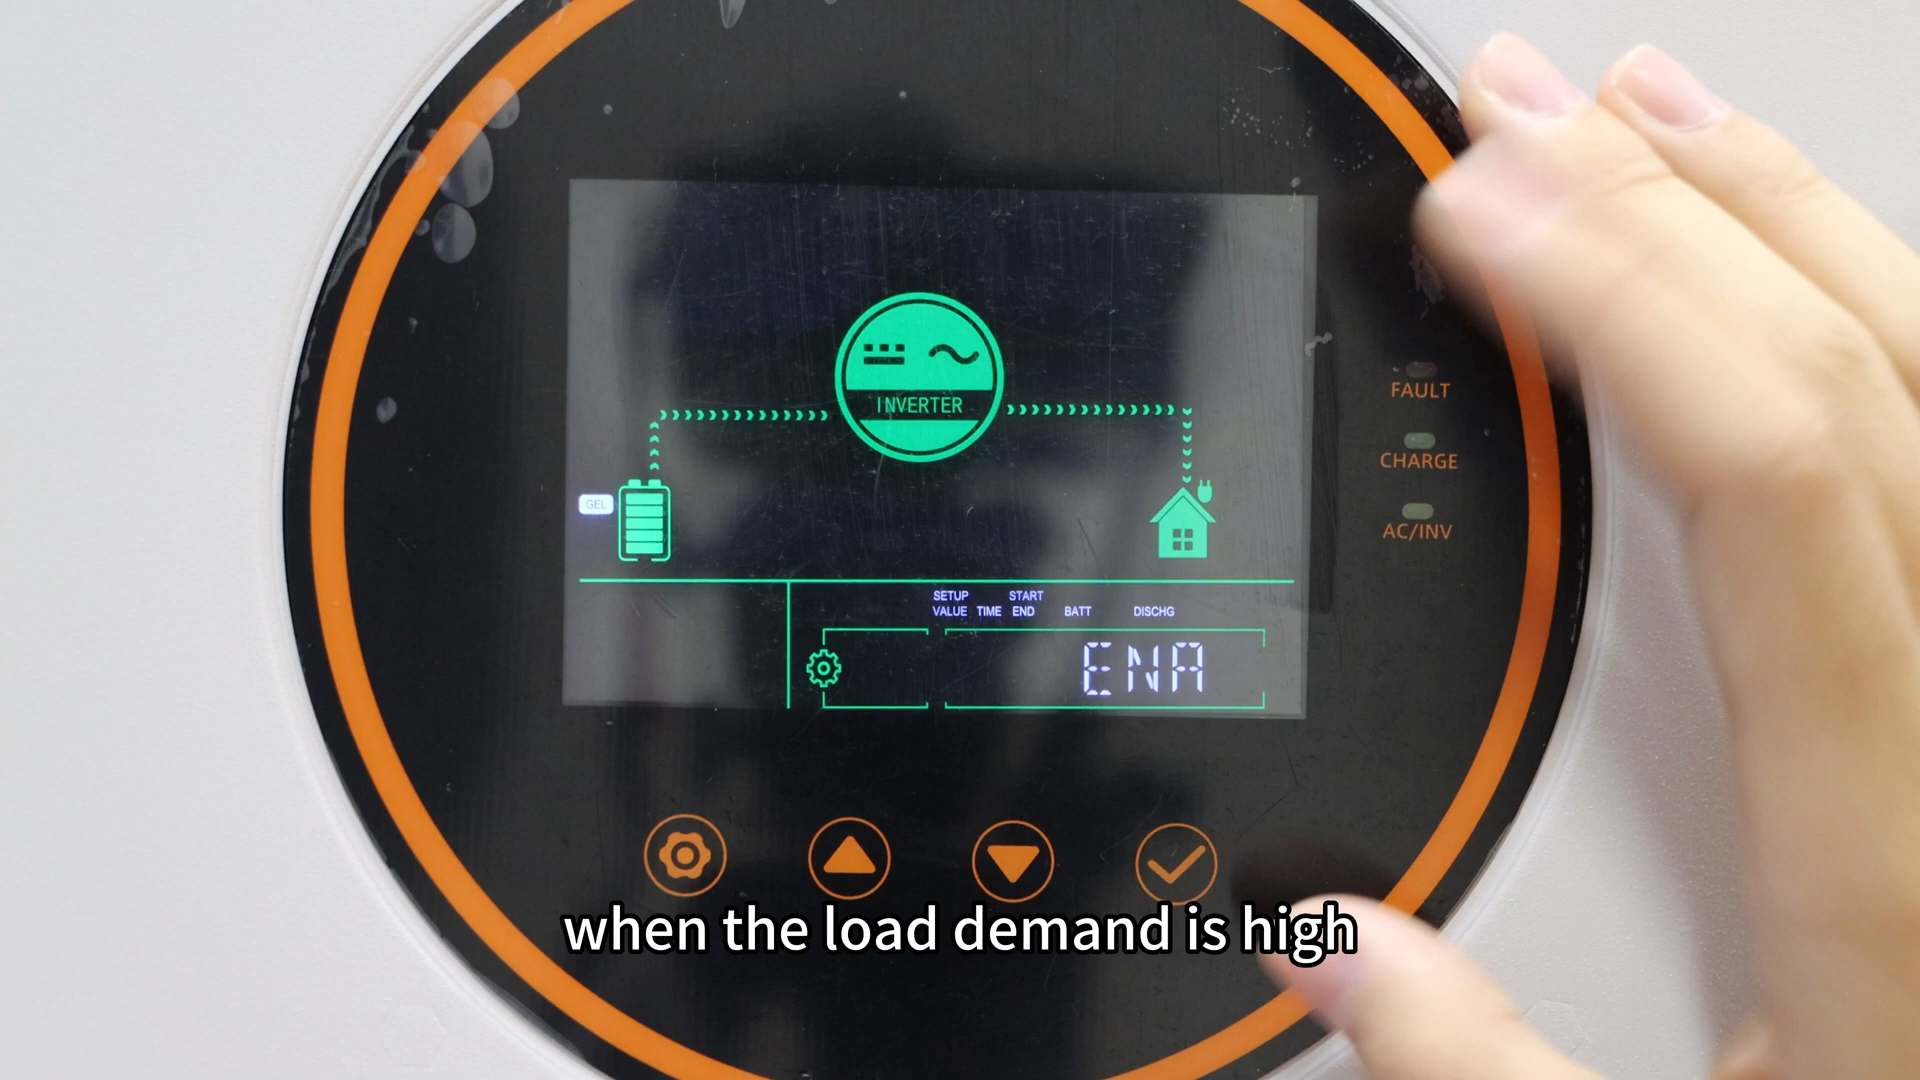 INVERTER
GEL
FAULT
CHARGE
AC/INV
SETUP VALUE
TIME
START END
BATT
DISCHG
ENA
when the load demand is high